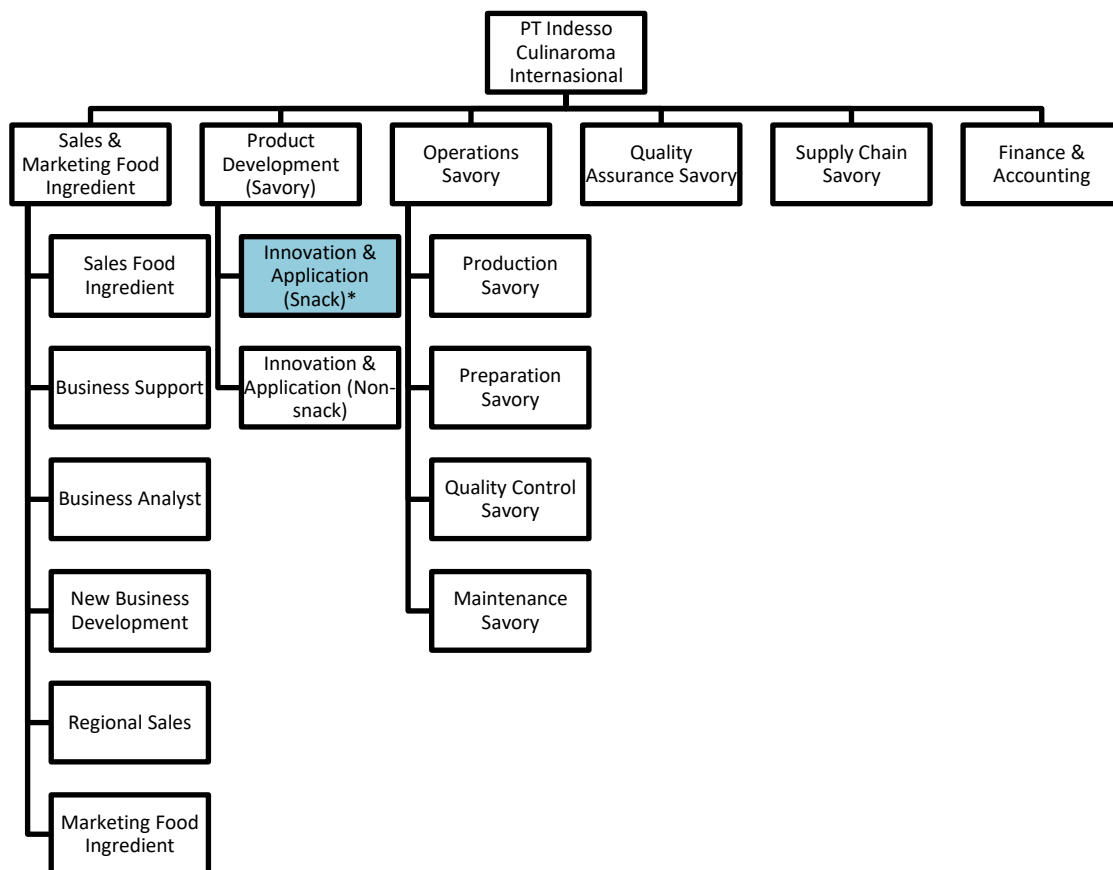 PT Indesso
Culinaroma
Internasional
Sales &
Marketing Food
Ingredient
Product
Development
(Savory)
Operations
Savory
Quality
Assurance Savory
Supply Chain
Savory
Finance &
Accounting
Sales Food
Ingredient
Business Support
Business Analyst
New Business
Development
Regional Sales
Marketing Food
Ingredient
Innovation &
Application
(Snack)*
Innovation &
Application (Non-
snack)
Production
Savory
Preparation
Savory
Quality Control
Savory
Maintenance
Savory